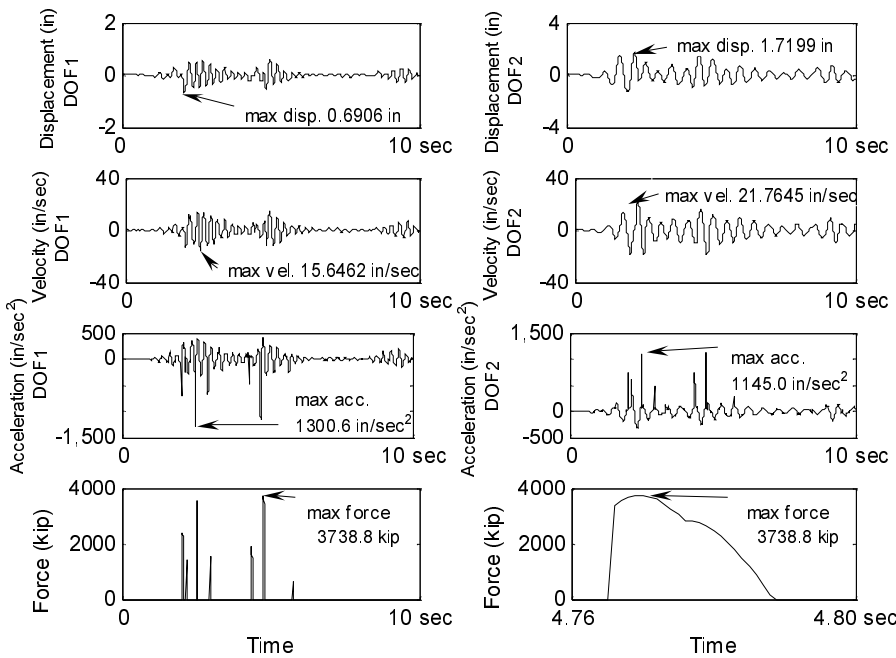 Displacement (in)
DOF1
2
0
-2
max disp. 0.6906 in
0
10 sec
Displacement (in)
DOF2
4
0
-4
max disp. 1.7199 in
0
10 sec
Velocity (in/sec)
DOF1
40
0
-40
max vel. 15.6462 in/sec
0
10 sec
Velocity (in/sec)
DOF2
40
0
-40
max vel. 21.7645 in/sec
0
10 sec
Acceleration (in/sec²)
DOF1
500
0
-1,500
max acc.
1300.6 in/sec²
0
10 sec
Acceleration (in/sec²)
DOF2
1,500
0
-500
max acc.
1145.0 in/sec²
0
10 sec
Force (kip)
4000
2000
0
max force
3738.8 kip
0
10 sec
Time
Force (kip)
4000
2000
0
max force
3738.8 kip
4.76
4.80 sec
Time